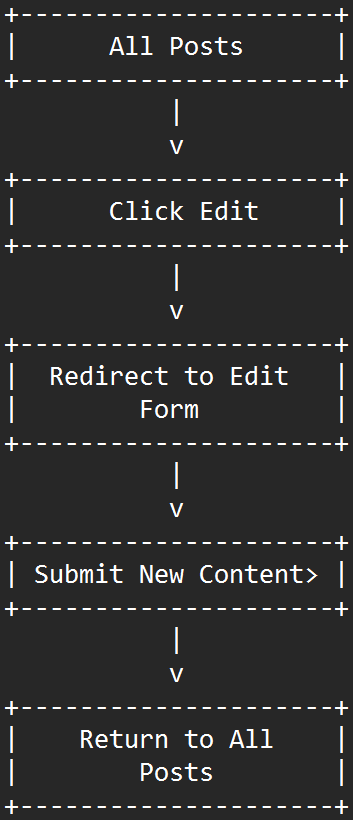 +---------------------+
|      All Posts      |
+---------------------+
           |
           v
+---------------------+
|      Click Edit     |
+---------------------+
           |
           v
+---------------------+
|  Redirect to Edit   |
|        Form         |
+---------------------+
           |
           v
+---------------------+
| Submit New Content> |
+---------------------+
           |
           v
+---------------------+
|    Return to All    |
|        Posts        |
+---------------------+